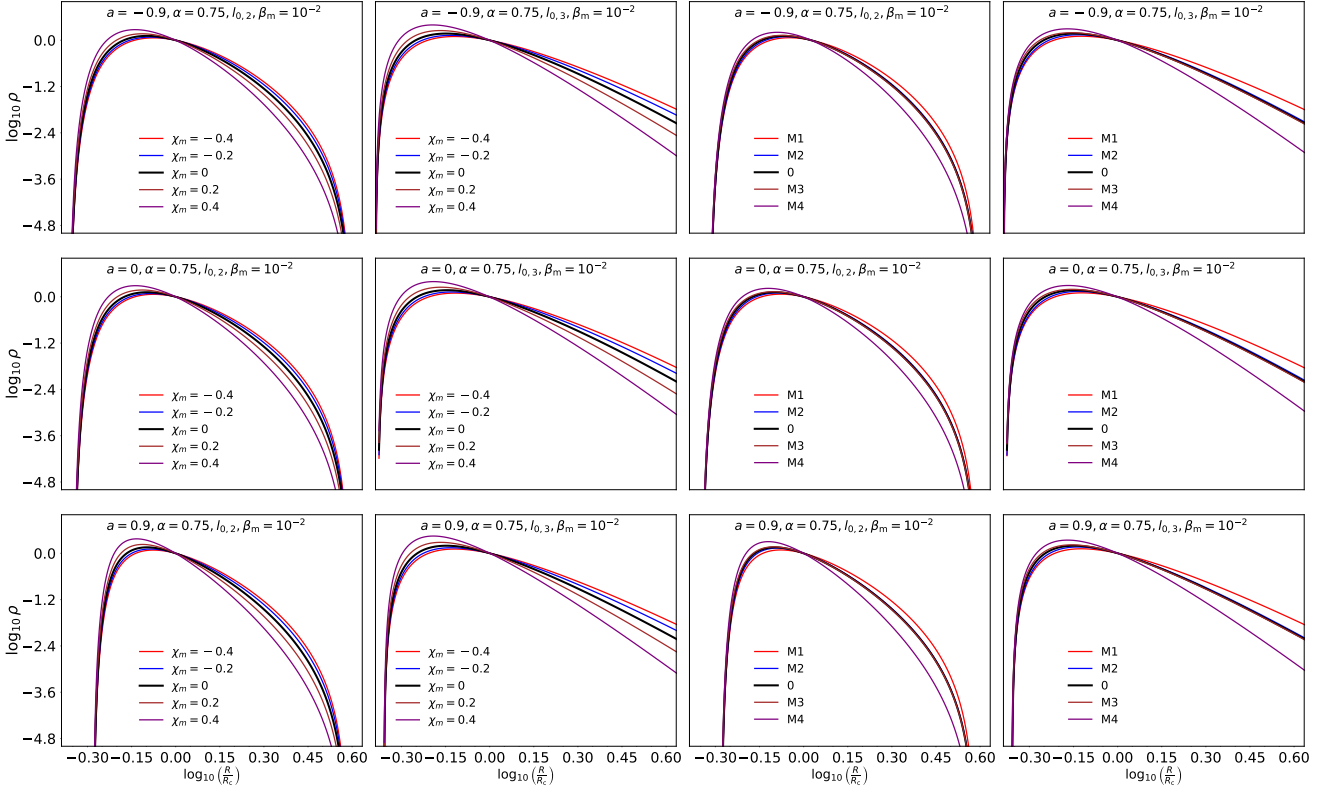 a = −0.9, α = 0.75, l₀,₂, βₘ = 10⁻²
log₁₀ ρ
0.0
−1.2
−2.4
−3.6
−4.8
χₘ = −0.4
χₘ = −0.2
χₘ = 0
χₘ = 0.2
χₘ = 0.4
a = −0.9, α = 0.75, l₀,₃, βₘ = 10⁻²
χₘ = −0.4
χₘ = −0.2
χₘ = 0
χₘ = 0.2
χₘ = 0.4
a = −0.9, α = 0.75, l₀,₂, βₘ = 10⁻²
M1
M2
0
M3
M4
a = −0.9, α = 0.75, l₀,₃, βₘ = 10⁻²
M1
M2
0
M3
M4
a = 0, α = 0.75, l₀,₂, βₘ = 10⁻²
log₁₀ ρ
0.0
−1.2
−2.4
−3.6
−4.8
χₘ = −0.4
χₘ = −0.2
χₘ = 0
χₘ = 0.2
χₘ = 0.4
a = 0, α = 0.75, l₀,₃, βₘ = 10⁻²
χₘ = −0.4
χₘ = −0.2
χₘ = 0
χₘ = 0.2
χₘ = 0.4
a = 0, α = 0.75, l₀,₂, βₘ = 10⁻²
M1
M2
0
M3
M4
a = 0, α = 0.75, l₀,₃, βₘ = 10⁻²
M1
M2
0
M3
M4
a = 0.9, α = 0.75, l₀,₂, βₘ = 10⁻²
log₁₀ ρ
0.0
−1.2
−2.4
−3.6
−4.8
χₘ = −0.4
χₘ = −0.2
χₘ = 0
χₘ = 0.2
χₘ = 0.4
−0.30 −0.15 0.00 0.15 0.30 0.45 0.60
log₁₀ (R/R_c)
a = 0.9, α = 0.75, l₀,₃, βₘ = 10⁻²
χₘ = −0.4
χₘ = −0.2
χₘ = 0
χₘ = 0.2
χₘ = 0.4
−0.30 −0.15 0.00 0.15 0.30 0.45 0.60
log₁₀ (R/R_c)
a = 0.9, α = 0.75, l₀,₂, βₘ = 10⁻²
M1
M2
0
M3
M4
−0.30 −0.15 0.00 0.15 0.30 0.45 0.60
log₁₀ (R/R_c)
a = 0.9, α = 0.75, l₀,₃, βₘ = 10⁻²
M1
M2
0
M3
M4
−0.30 −0.15 0.00 0.15 0.30 0.45 0.60
log₁₀ (R/R_c)